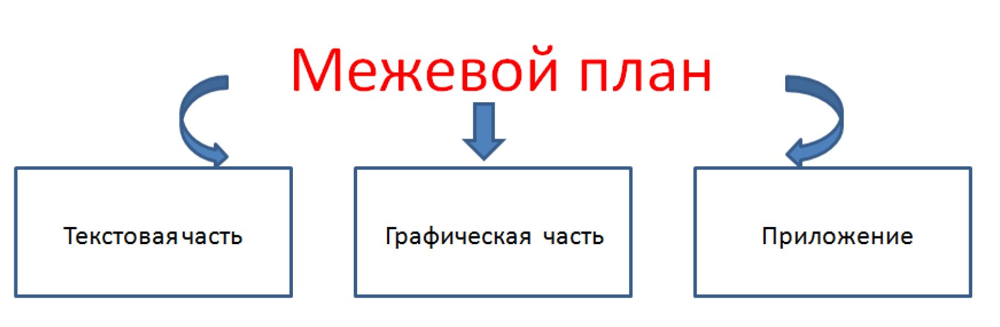 Межевой план
Текстовая часть
Графическая часть
Приложение